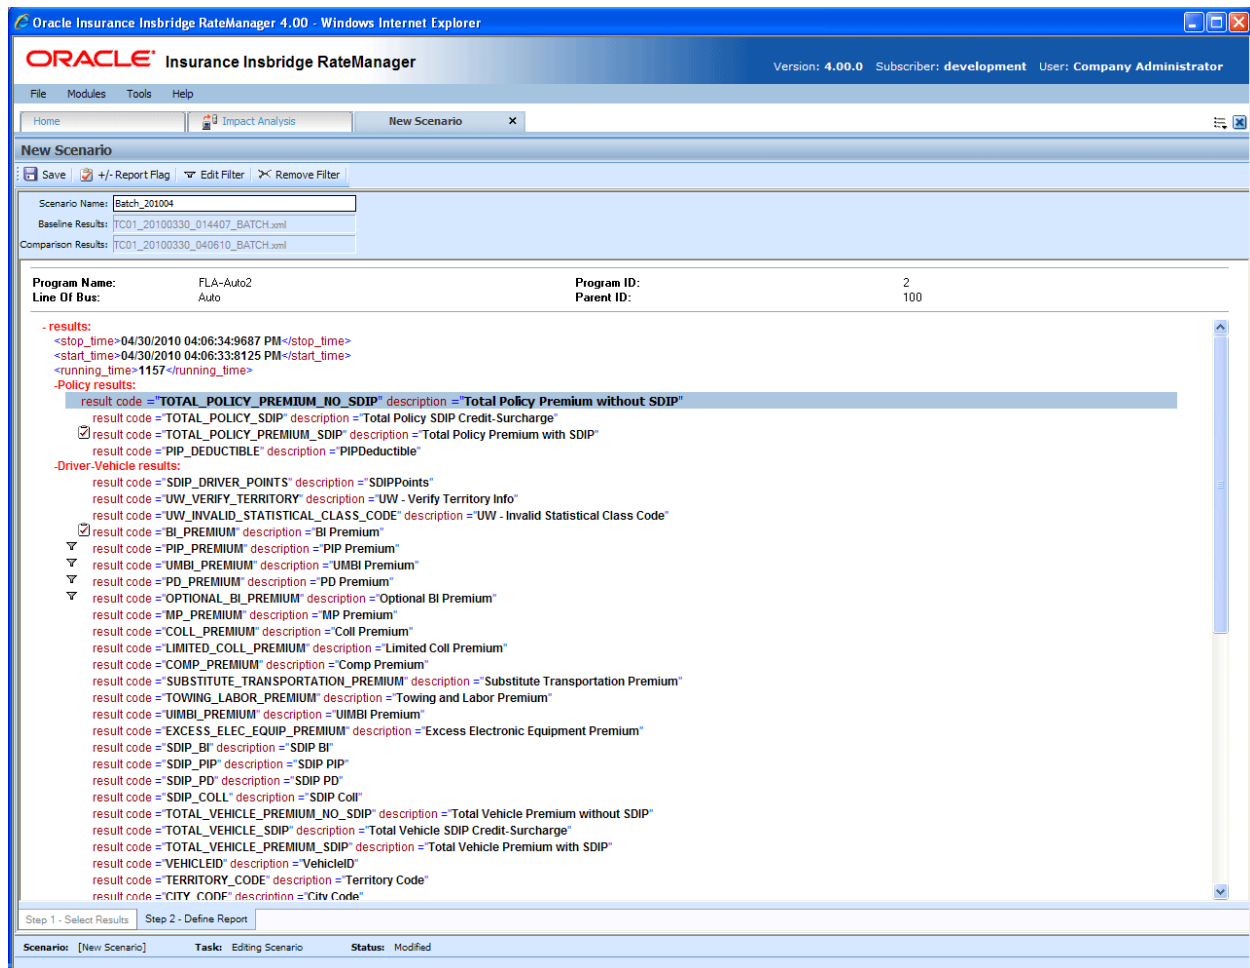 Oracle Insurance Insbridge RateManager 4.00 - Windows Internet Explorer
ORACLE Insurance Insbridge RateManager
Version: 4.00.0 Subscriber: development User: Company Administrator
File Modules Tools Help
Home Impact Analysis New Scenario
New Scenario
Save +/- Report Flag Edit Filter Remove Filter
Scenario Name: Batch_201004
Baseline Results: TC01_20100330_014407_BATCH.xml
Comparison Results: TC01_20100330_040610_BATCH.xml
Program Name: FLA-Auto2 Program ID: 2
Line Of Bus: Auto Parent ID: 100
- results:
<stop_time>04/30/2010 04:06:34:9687 PM</stop_time>
<start_time>04/30/2010 04:06:33:8125 PM</start_time>
<running_time>1157</running_time>
-Policy results:
result code ="TOTAL_POLICY_PREMIUM_NO_SDIP" description ="Total Policy Premium without SDIP"
result code ="TOTAL_POLICY_SDIP" description ="Total Policy SDIP Credit-Surcharge"
result code ="TOTAL_POLICY_PREMIUM_SDIP" description ="Total Policy Premium with SDIP"
result code ="PIP_DEDUCTIBLE" description ="PIPDeductible"
-Driver-Vehicle results:
result code ="SDIP_DRIVER_POINTS" description ="SDIPPoints"
result code ="UW_VERIFY_TERRITORY" description ="UW - Verify Territory Info"
result code ="UW_INVALID_STATISTICAL_CLASS_CODE" description ="UW - Invalid Statistical Class Code"
result code ="BI_PREMIUM" description ="BI Premium"
result code ="PIP_PREMIUM" description ="PIP Premium"
result code ="UMBI_PREMIUM" description ="UMBI Premium"
result code ="PD_PREMIUM" description ="PD Premium"
result code ="OPTIONAL_BI_PREMIUM" description ="Optional BI Premium"
result code ="MP_PREMIUM" description ="MP Premium"
result code ="COLL_PREMIUM" description ="Coll Premium"
result code ="LIMITED_COLL_PREMIUM" description ="Limited Coll Premium"
result code ="COMP_PREMIUM" description ="Comp Premium"
result code ="SUBSTITUTE_TRANSPORTATION_PREMIUM" description ="Substitute Transportation Premium"
result code ="TOWING_LABOR_PREMIUM" description ="Towing and Labor Premium"
result code ="UIMBI_PREMIUM" description ="UIMBI Premium"
result code ="EXCESS_ELEC_EQUIP_PREMIUM" description ="Excess Electronic Equipment Premium"
result code ="SDIP_BI" description ="SDIP BI"
result code ="SDIP_PIP" description ="SDIP PIP"
result code ="SDIP_PD" description ="SDIP PD"
result code ="SDIP_COLL" description ="SDIP Coll"
result code ="TOTAL_VEHICLE_PREMIUM_NO_SDIP" description ="Total Vehicle Premium without SDIP"
result code ="TOTAL_VEHICLE_SDIP" description ="Total Vehicle SDIP Credit-Surcharge"
result code ="TOTAL_VEHICLE_PREMIUM_SDIP" description ="Total Vehicle Premium with SDIP"
result code ="VEHICLEID" description ="VehicleID"
result code ="TERRITORY_CODE" description ="Territory Code"
result code ="CITY_CODE" description ="City Code"
Step 1 - Select Results Step 2 - Define Report
Scenario: [New Scenario] Task: Editing Scenario Status: Modified